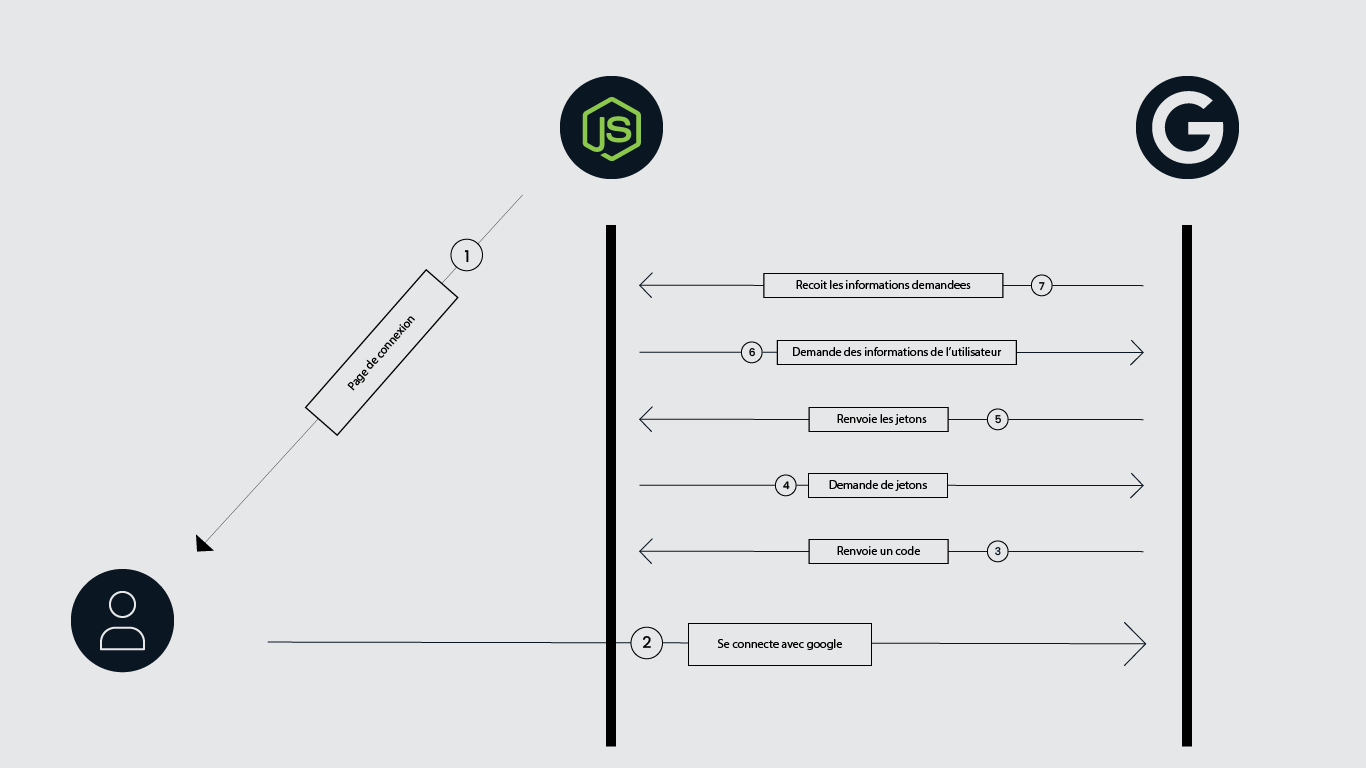 JS
G
1
Page de connexion
Recoit les informations demandees
7
6
Demande des informations de l'utilisateur
Renvoie les jetons
5
4
Demande de jetons
Renvoie un code
3
2
Se connecte avec google